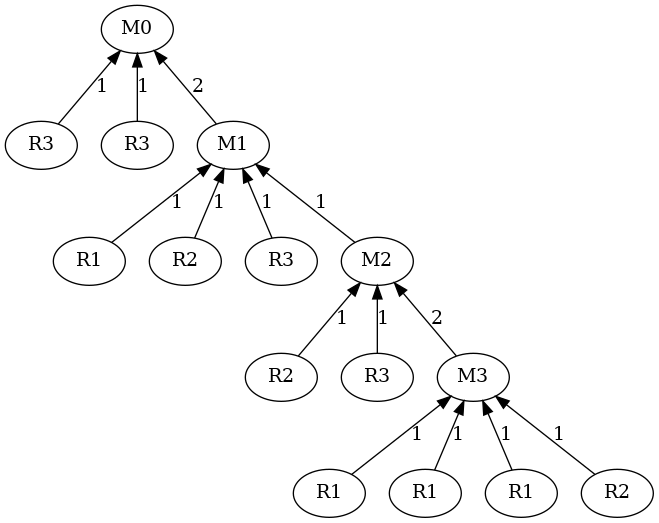 M0
1 1 2
R3 R3 M1
1 1 1 1
R1 R2 R3 M2
1 1 2
R2 R3 M3
1 1 1 1
R1 R1 R1 R2